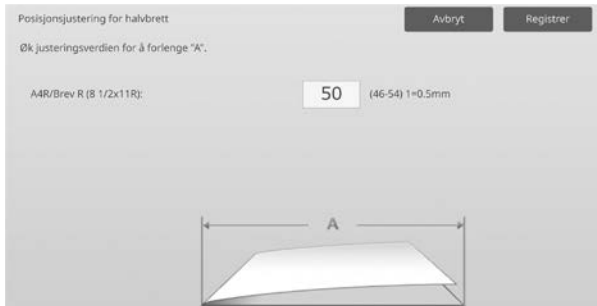 Posisjonsjustering for halvbrett
Avbryt
Registrer
Øk justeringsverdien for å forlenge "A".
A4R/Brev R (8 1/2x11R):
50
(46-54) 1=0.5mm
A